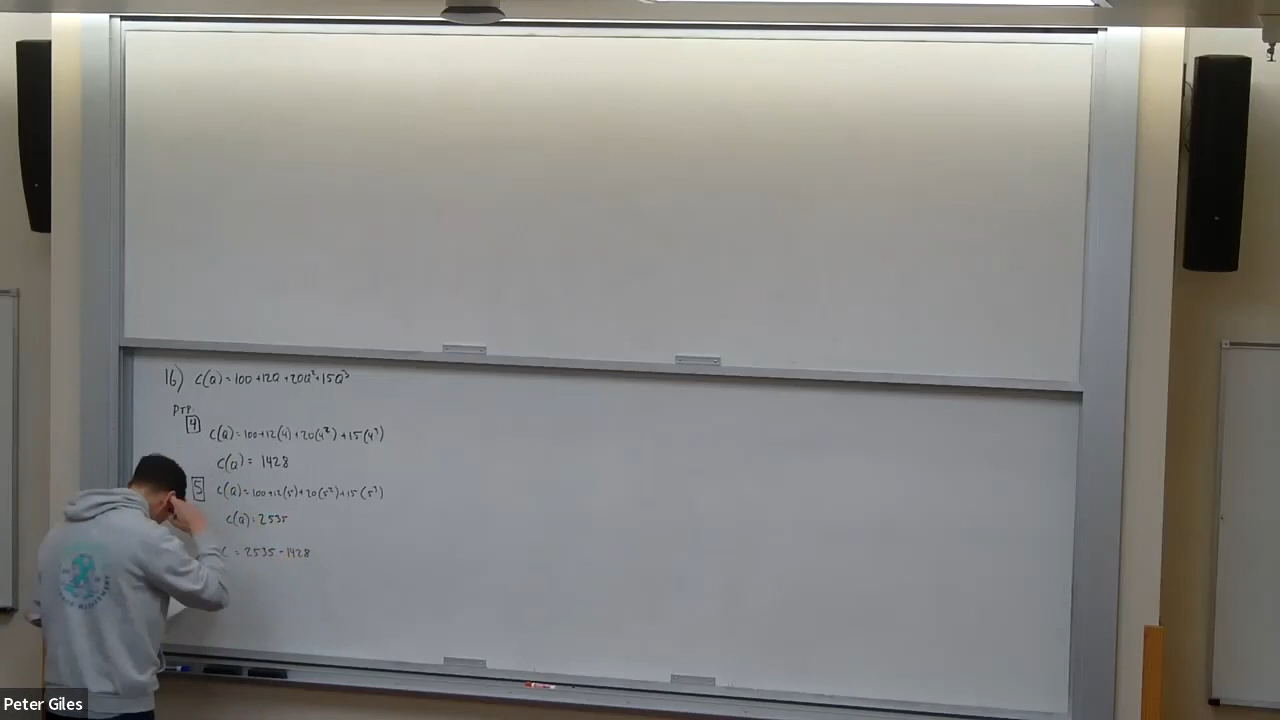 16) C(a)=100+12a+20a²+15a³
DTP
4
C(a)=100+12(4)+20(4²)+15(4³)
C(a)= 1428
5 C(a)=100+12(5)+20(5²)+15(5³)
C(a)=2535
C = 2535-1428
Peter Giles